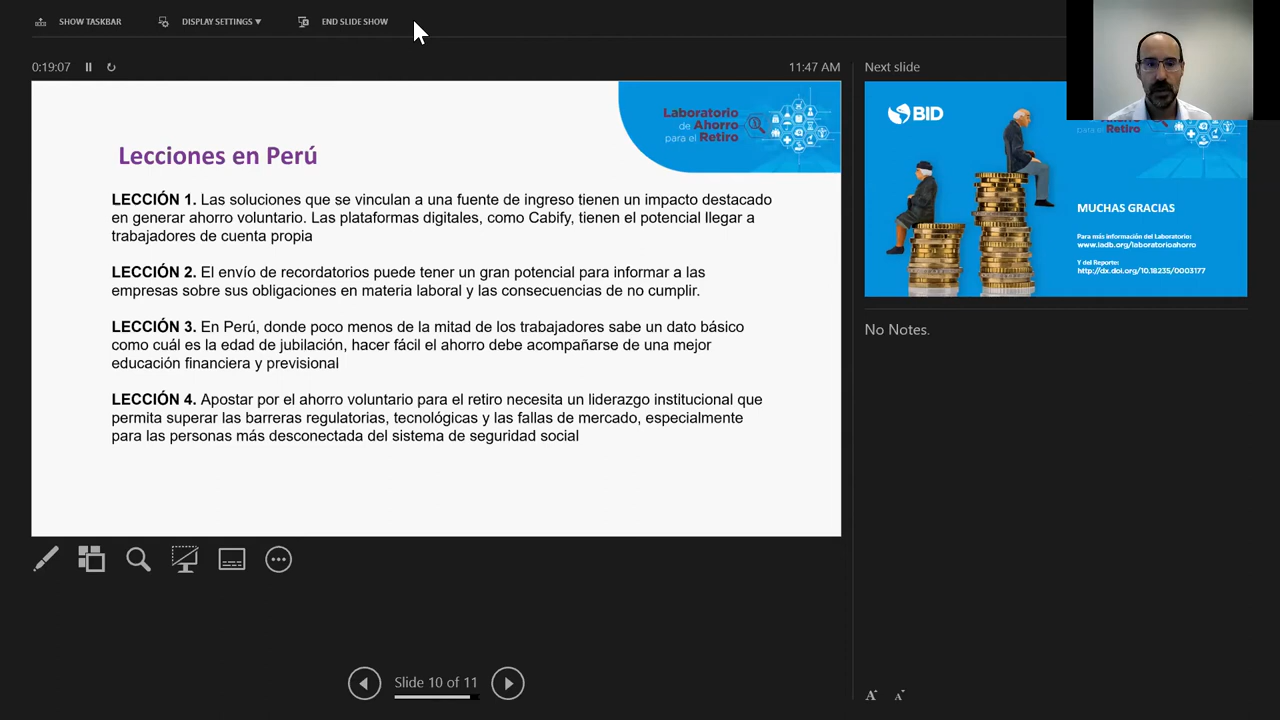 SHOW TASKBAR
DISPLAY SETTINGS ▼
END SLIDE SHOW
0:19:07
11:47 AM
Laboratorio
de Ahorro
para el Retiro
Lecciones en Perú
LECCIÓN 1. Las soluciones que se vinculan a una fuente de ingreso tienen un impacto destacado
en generar ahorro voluntario. Las plataformas digitales, como Cabify, tienen el potencial llegar a
trabajadores de cuenta propia
LECCIÓN 2. El envío de recordatorios puede tener un gran potencial para informar a las
empresas sobre sus obligaciones en materia laboral y las consecuencias de no cumplir.
LECCIÓN 3. En Perú, donde poco menos de la mitad de los trabajadores sabe un dato básico
como cuál es la edad de jubilación, hacer fácil el ahorro debe acompañarse de una mejor
educación financiera y previsional
LECCIÓN 4. Apostar por el ahorro voluntario para el retiro necesita un liderazgo institucional que
permita superar las barreras regulatorias, tecnológicas y las fallas de mercado, especialmente
para las personas más desconectada del sistema de seguridad social
Slide 10 of 11
Next slide
BID
para el Retiro
MUCHAS GRACIAS
Para más información del Laboratorio:
www.iadb.org/laboratorioahorro
Y del Reporte:
http://dx.doi.org/10.18235/0003177
No Notes.
A A